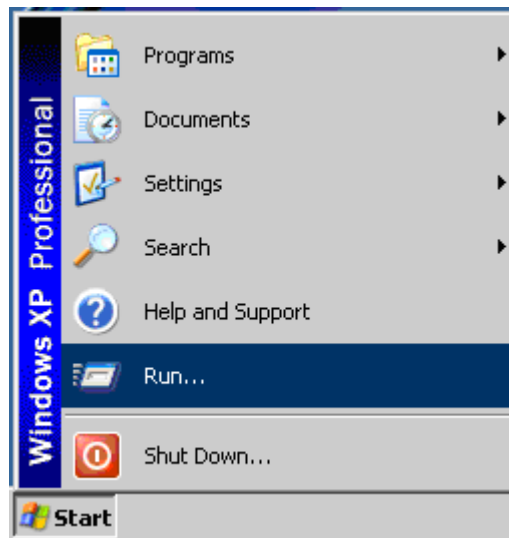 Programs
Documents
Settings
Search
Help and Support
Run...
Shut Down...
Windows XP Professional
Start